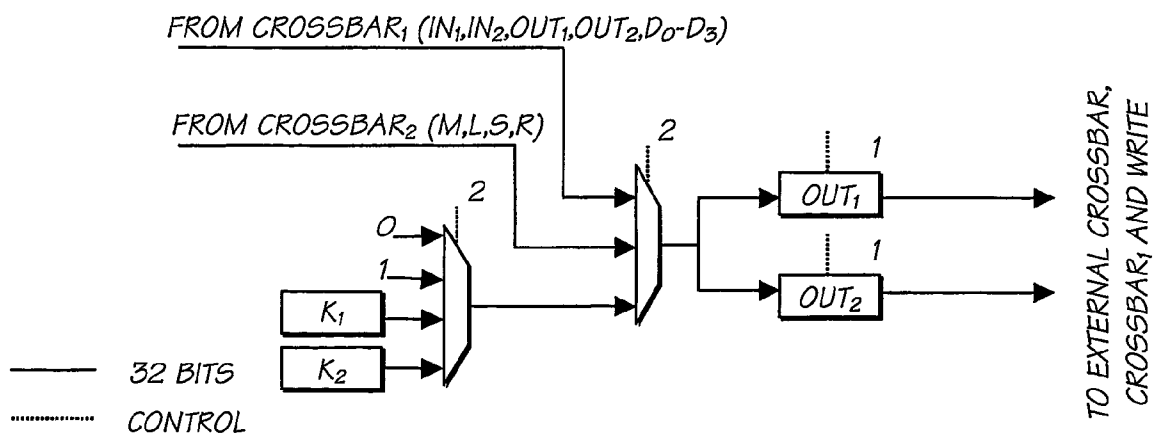 FROM CROSSBAR₁ (IN₁,IN₂,OUT₁,OUT₂,D₀-D₃)
FROM CROSSBAR₂ (M,L,S,R)
2
1
OUT₁
2
0
1
K₁
K₂
1
OUT₂
32 BITS
CONTROL
TO EXTERNAL CROSSBAR,
CROSSBAR₁ AND WRITE